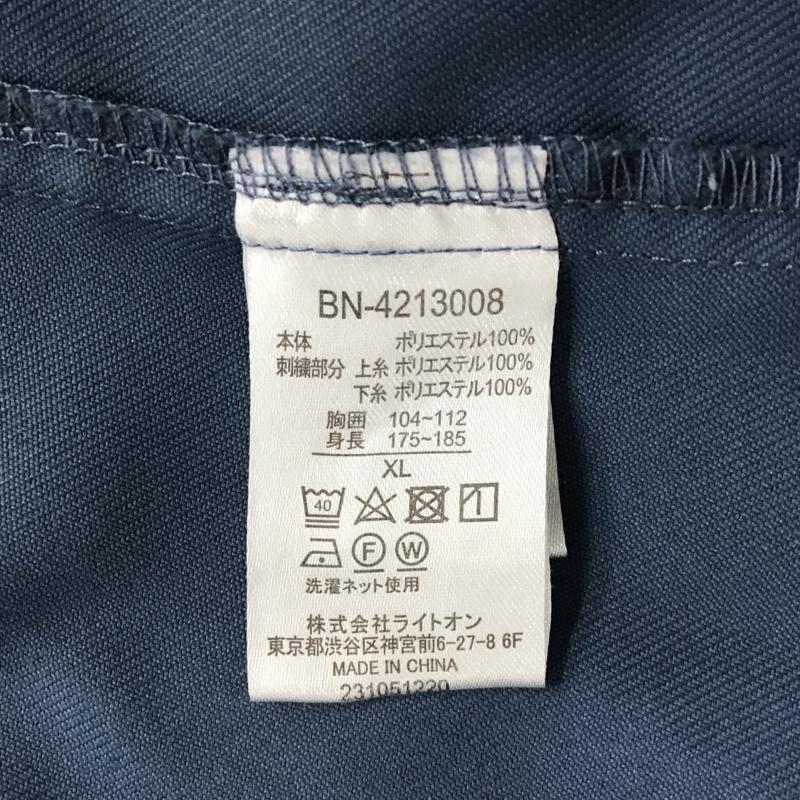 BN-4213008
本体 ポリエステル100%
刺繍部分 上糸 ポリエステル100%
下糸 ポリエステル100%
胸囲 104~112
身長 175~185
XL
40
F W
洗濯ネット使用
株式会社ライトオン
東京都渋谷区神宮前6-27-8 6F
MADE IN CHINA
231051220